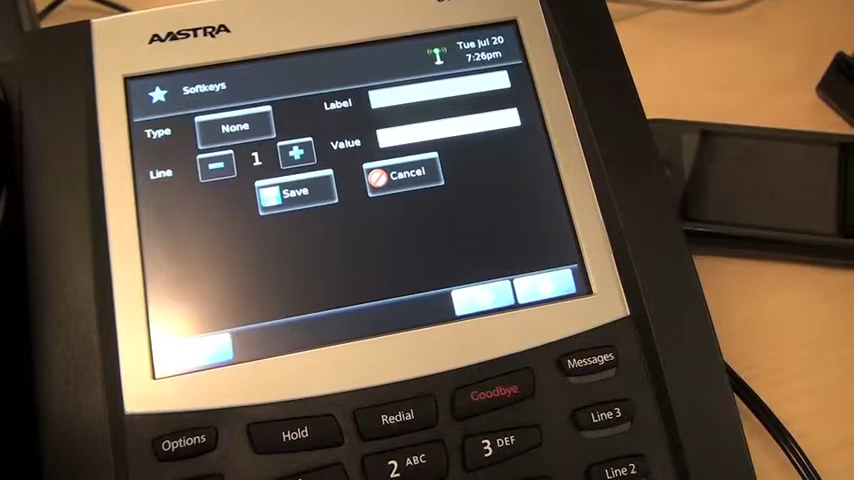 AASTRA
Tue Jul 20
7:26pm
Softkeys
Type None Label
Line 1 Value
Save Cancel
Messages
Goodbye
Options Hold Redial Line 3
2 ABC 3 DEF
Line 2